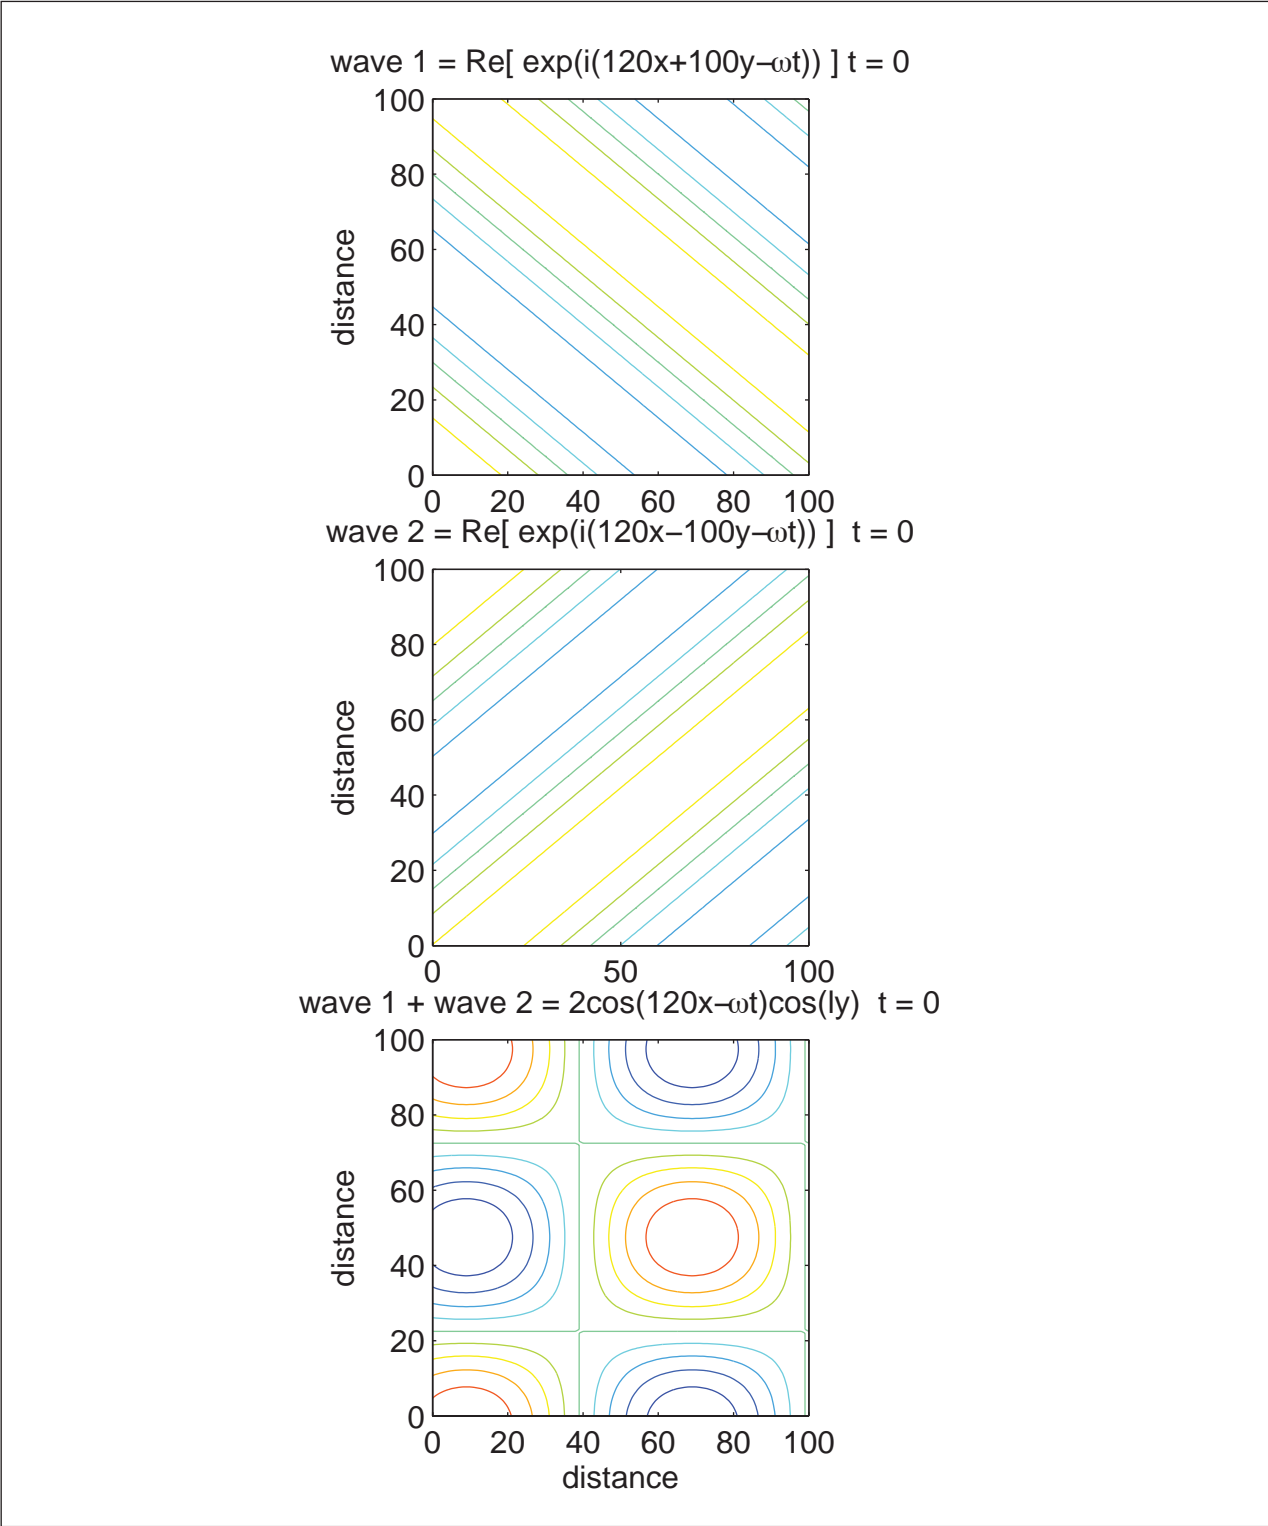 wave 1 = Re[ exp(i(120x+100y−ωt)) ] t = 0
100
80
60
40
20
0
distance
0 20 40 60 80 100
wave 2 = Re[ exp(i(120x−100y−ωt)) ] t = 0
100
80
60
40
20
0
distance
0 50 100
wave 1 + wave 2 = 2cos(120x−ωt)cos(ly) t = 0
100
80
60
40
20
0
distance
0 20 40 60 80 100
distance